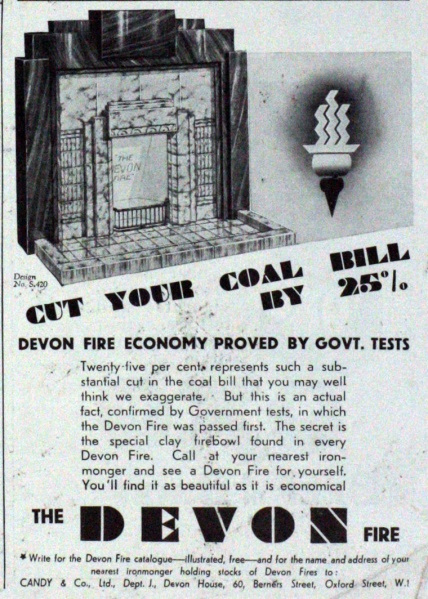 "THE
DEVON
FIRE"
Design
No. S.420
CUT YOUR COAL BILL
BY 25%
DEVON FIRE ECONOMY PROVED BY GOVT. TESTS
Twenty-five per cent. represents such a sub-
stantial cut in the coal bill that you may well
think we exaggerate. But this is an actual
fact, confirmed by Government tests, in which
the Devon Fire was passed first. The secret is
the special clay firebowl found in every
Devon Fire. Call at your nearest iron-
monger and see a Devon Fire for yourself.
You'll find it as beautiful as it is economical
THE DEVON FIRE
* Write for the Devon Fire catalogue—illustrated, free—and for the name and address of your
nearest ironmonger holding stocks of Devon Fires to:
CANDY & Co., Ltd., Dept. J., Devon House, 60, Berners Street, Oxford Street, W.1